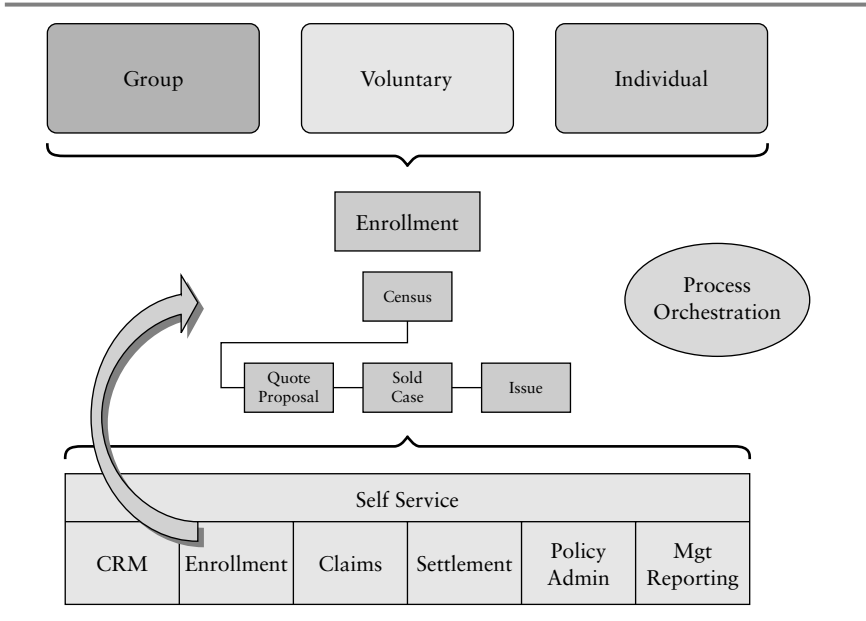 Group
Voluntary
Individual
Enrollment
Census
Process
Orchestration
Quote
Proposal
Sold
Case
Issue
Self Service
CRM
Enrollment
Claims
Settlement
Policy
Admin
Mgt
Reporting